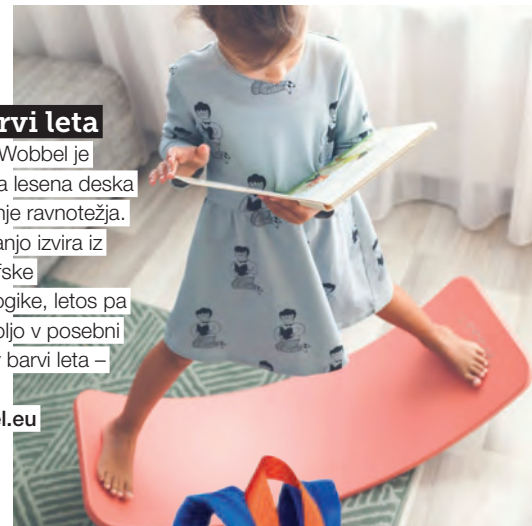 rvi leta
Wobbel je
a lesena deska
nje ravnotežja.
anjo izvira iz
fske
ogike, letos pa
oljo v posebni
v barvi leta –
el.eu